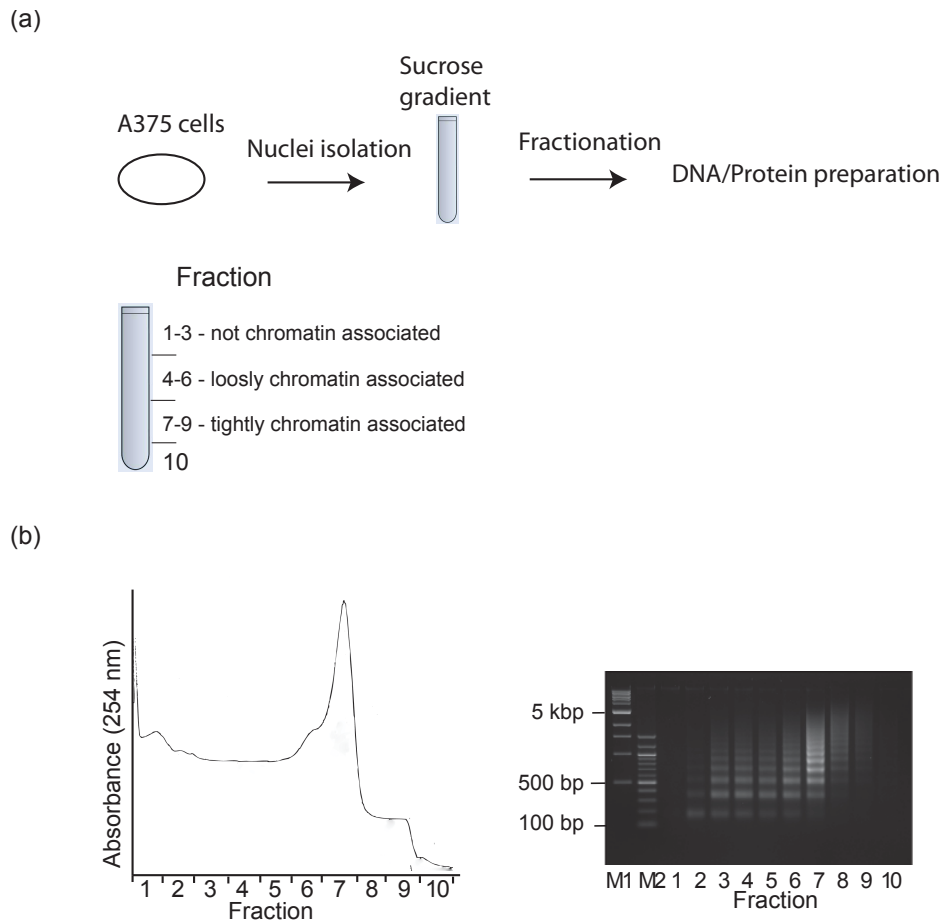 (a)
Sucrose
gradient
A375 cells
Nuclei isolation
Fractionation
DNA/Protein preparation
Fraction
1-3 - not chromatin associated
4-6 - loosly chromatin associated
7-9 - tightly chromatin associated
10
(b)
Absorbance (254 nm)
1 2 3 4 5 6 7 8 9 10
Fraction
5 kbp
500 bp
100 bp
M1 M2 1 2 3 4 5 6 7 8 9 10
Fraction